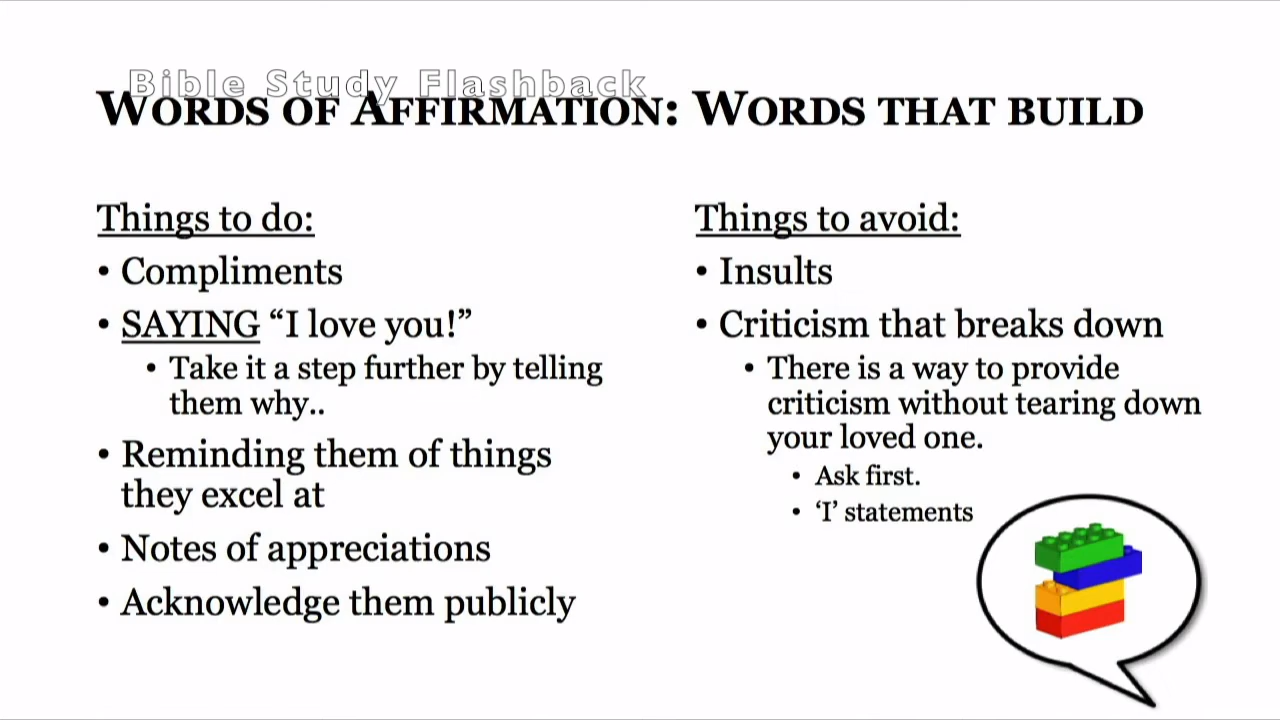 Bible Study Flashback
WORDS OF AFFIRMATION: WORDS THAT BUILD
Things to do:
• Compliments
• SAYING “I love you!”
• Take it a step further by telling
them why..
• Reminding them of things
they excel at
• Notes of appreciations
• Acknowledge them publicly
Things to avoid:
• Insults
• Criticism that breaks down
• There is a way to provide
criticism without tearing down
your loved one.
• Ask first.
• ‘I’ statements